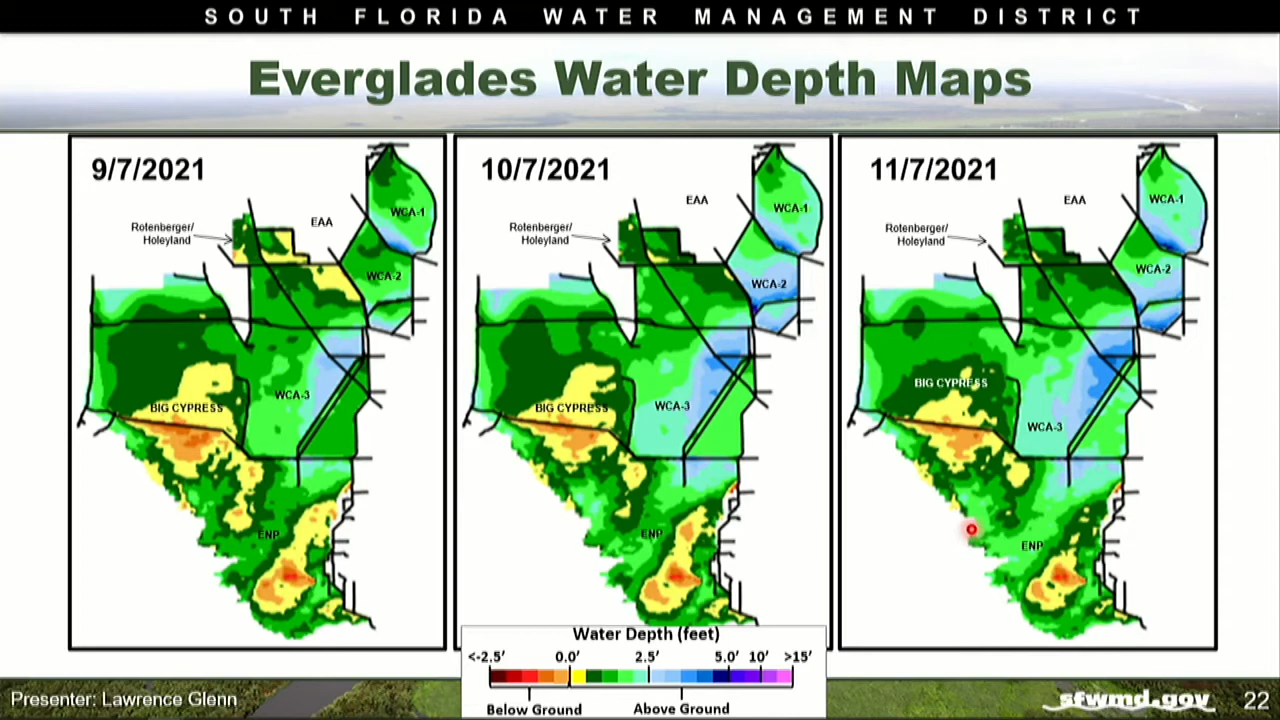 SOUTH FLORIDA WATER MANAGEMENT DISTRICT
Everglades Water Depth Maps
9/7/2021
Rotenberger/
Holeyland
EAA
WCA-1
WCA-2
WCA-3
BIG CYPRESS
ENP
10/7/2021
Rotenberger/
Holeyland
EAA
WCA-1
WCA-2
WCA-3
BIG CYPRESS
ENP
11/7/2021
Rotenberger/
Holeyland
EAA
WCA-1
WCA-2
BIG CYPRESS
WCA-3
ENP
Water Depth (feet)
<-2.5' 0.0' 2.5' 5.0' 10' >15'
Below Ground Above Ground
Presenter: Lawrence Glenn
sfwmd.gov
22